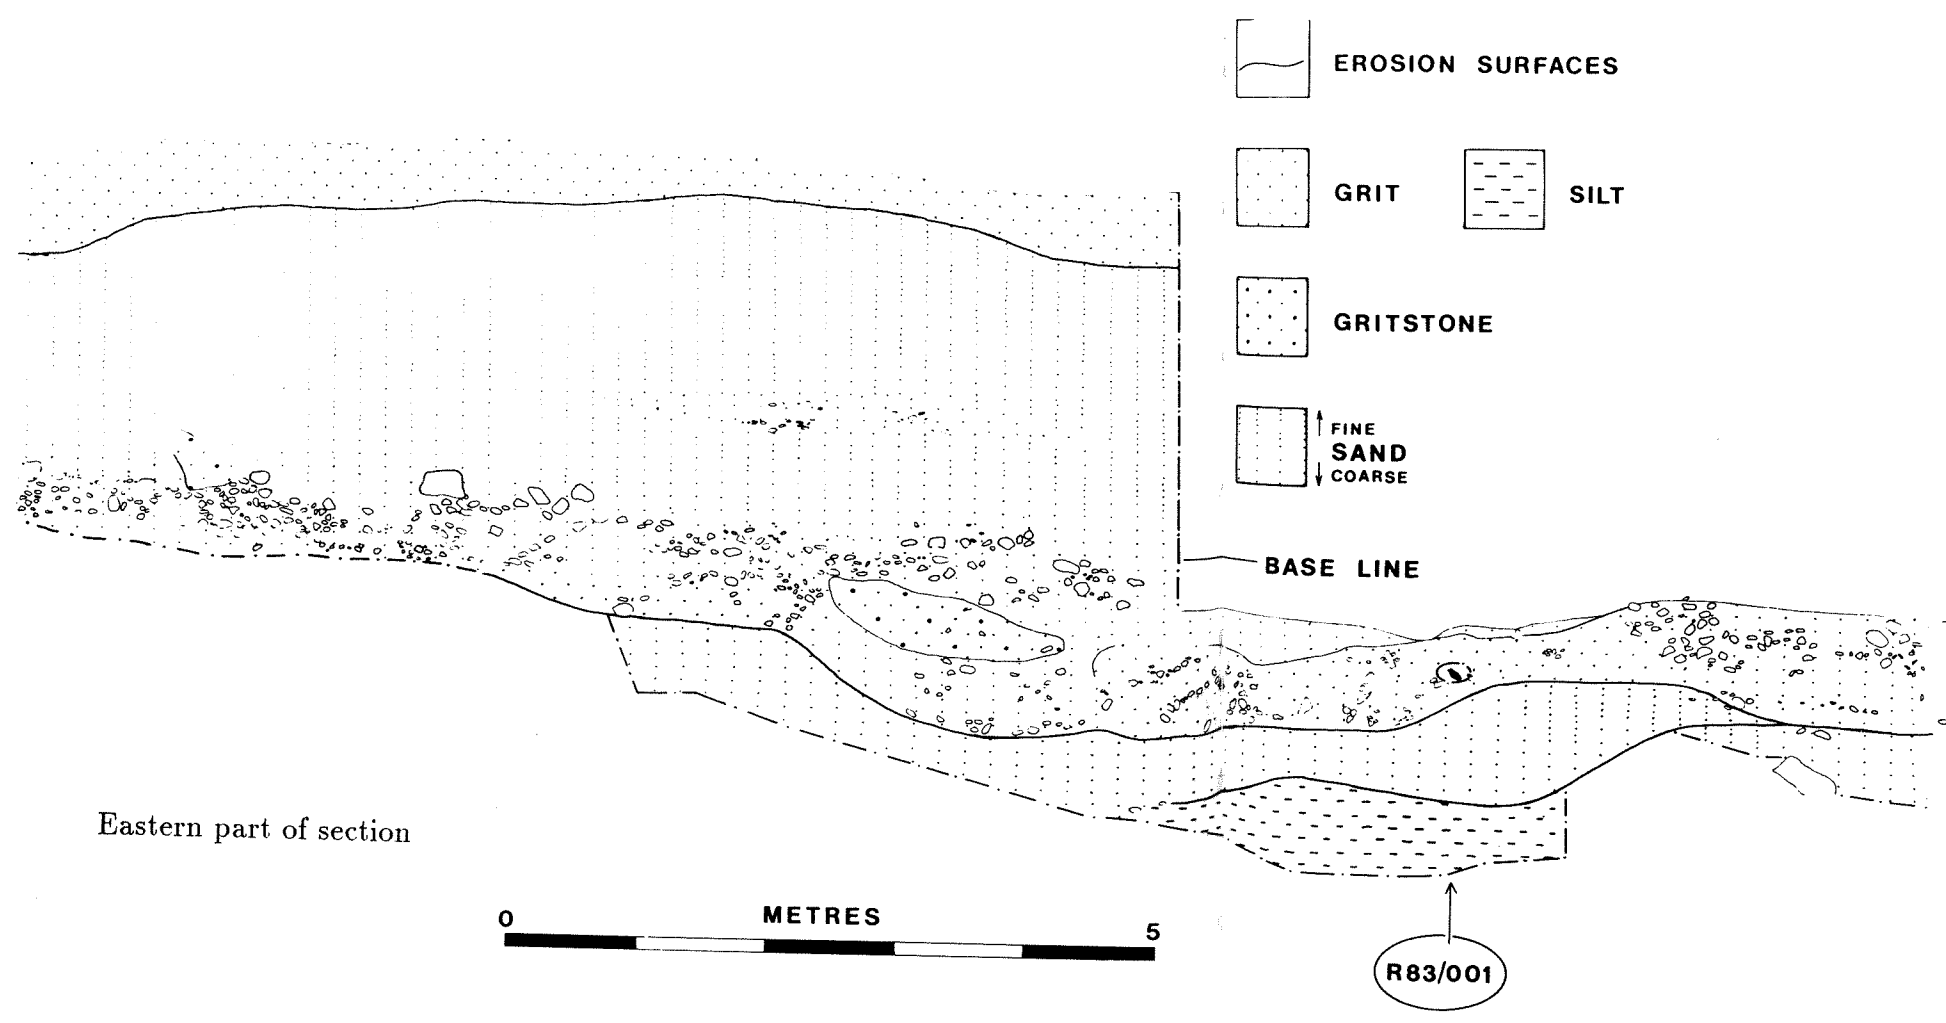 EROSION SURFACES
GRIT
SILT
GRITSTONE
FINE
SAND
COARSE
BASE LINE
Eastern part of section
METRES
0
5
R83/001